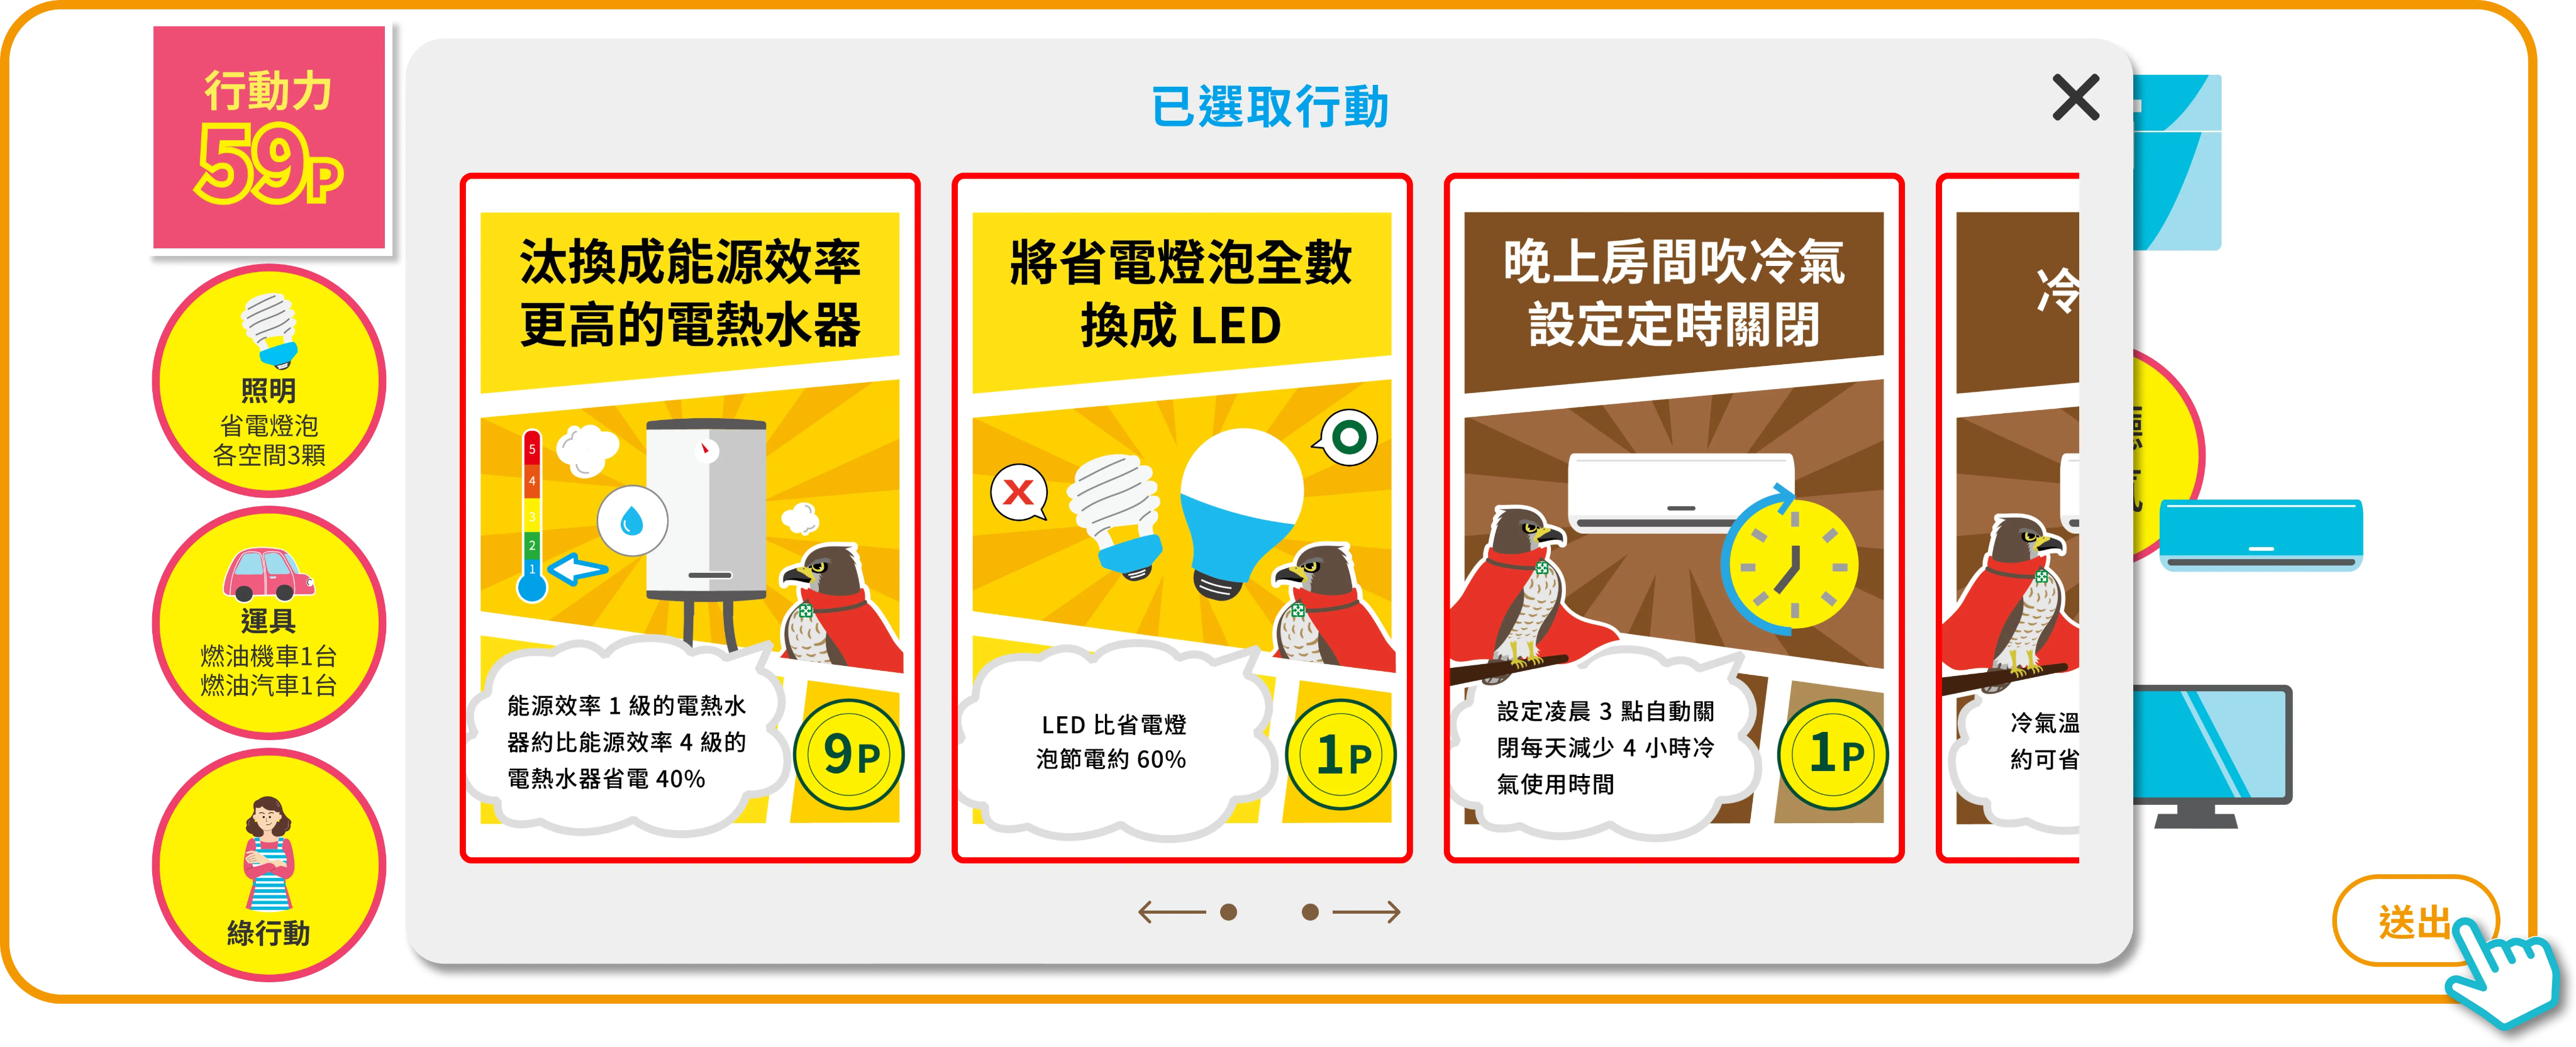 行動力
59P
照明
省電燈泡
各空間3顆
運具
燃油機車1台
燃油汽車1台
綠行動
已選取行動
汰換成能源效率
更高的電熱水器
5
4
3
2
1
能源效率 1 級的電熱水
器約比能源效率 4 級的
電熱水器省電 40%
9P
將省電燈泡全數
換成 LED
LED 比省電燈
泡節電約 60%
1P
晚上房間吹冷氣
設定定時關閉
設定凌晨 3 點自動關
閉每天減少 4 小時冷
氣使用時間
1P
冷
冷氣溫
約可省
送出